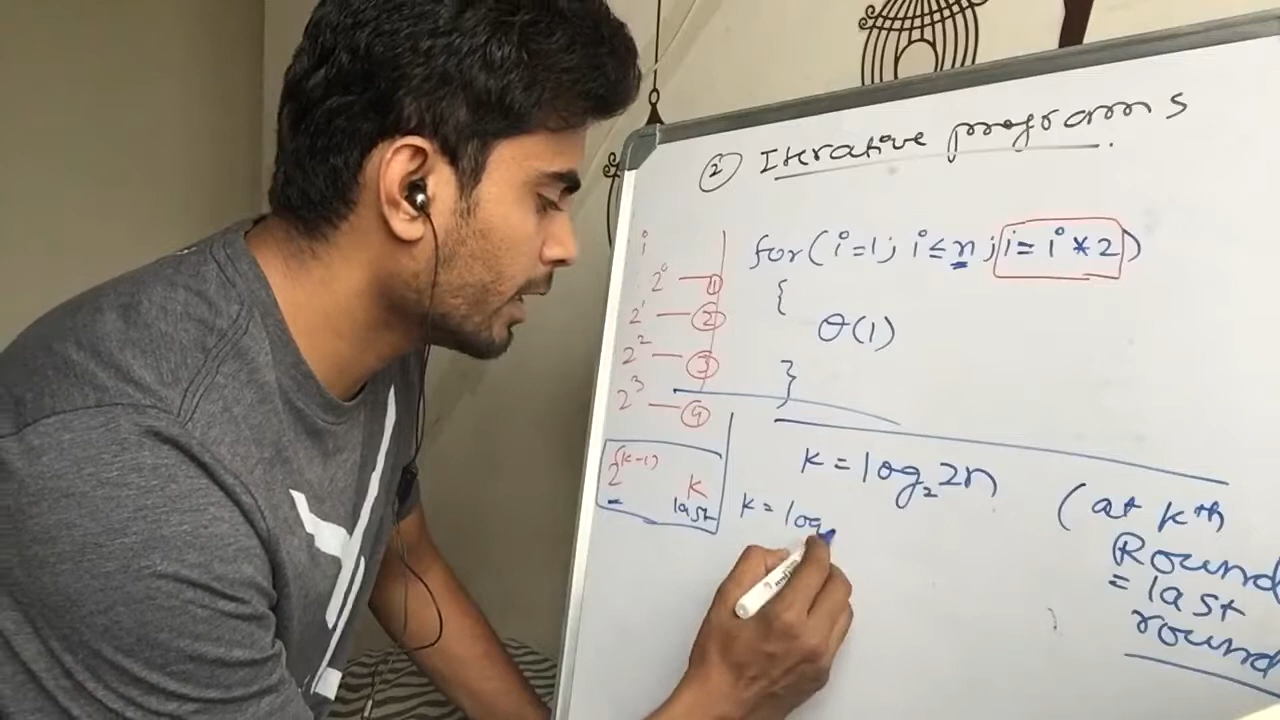 ② Iterative programs.
for(i=1; i≤n; i=i*2)
{
θ(1)
}
i
2⁰ — ①
2¹ — ②
2² — ③
2³ — ④
2^(k-1) k
last
k = log₂2n
k = log
(at kth
Round
= last
round